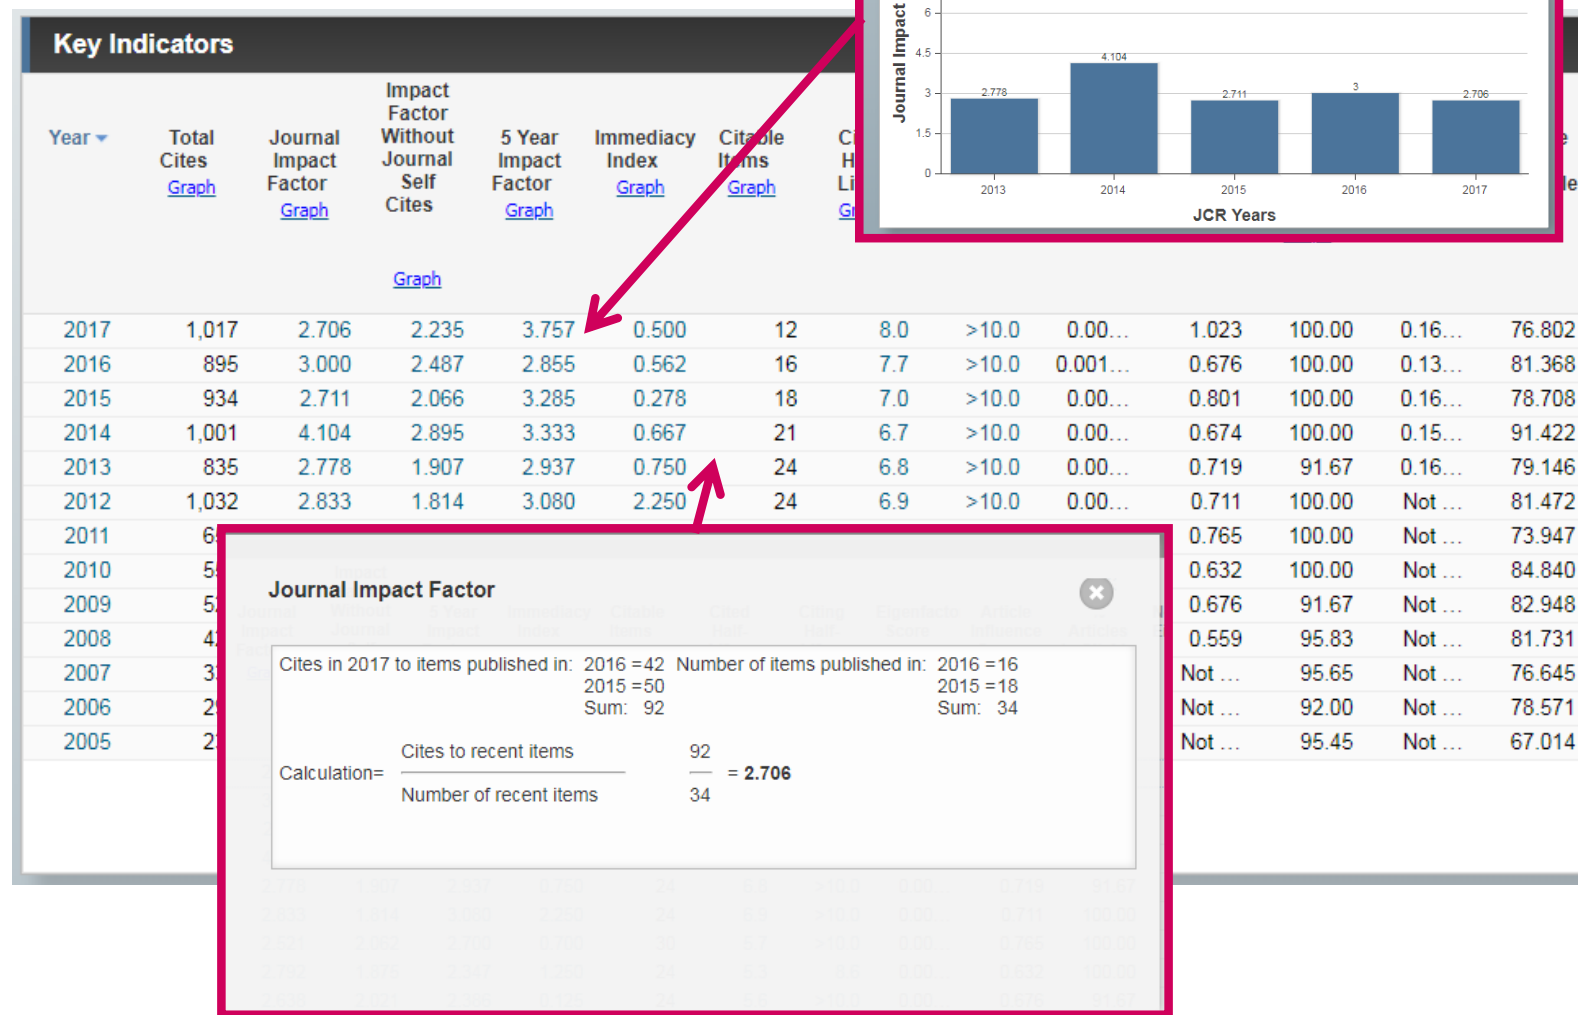 Key Indicators
Journal Impact
6
4.5
3
1.5
0
2.778
4.104
2.711
3
2.706
2013
2014
2015
2016
2017
JCR Years
Year
Total Cites
Graph
Journal Impact Factor
Graph
Impact Factor Without Journal Self Cites
Graph
5 Year Impact Factor
Graph
Immediacy Index
Graph
Citable Items
Graph
2017 1,017 2.706 2.235 3.757 0.500 12 8.0 >10.0 0.00... 1.023 100.00 0.16... 76.802
2016 895 3.000 2.487 2.855 0.562 16 7.7 >10.0 0.001... 0.676 100.00 0.13... 81.368
2015 934 2.711 2.066 3.285 0.278 18 7.0 >10.0 0.00... 0.801 100.00 0.16... 78.708
2014 1,001 4.104 2.895 3.333 0.667 21 6.7 >10.0 0.00... 0.674 100.00 0.15... 91.422
2013 835 2.778 1.907 2.937 0.750 24 6.8 >10.0 0.00... 0.719 91.67 0.16... 79.146
2012 1,032 2.833 1.814 3.080 2.250 24 6.9 >10.0 0.00... 0.711 100.00 Not ... 81.472
2011 0.765 100.00 Not ... 73.947
2010 0.632 100.00 Not ... 84.840
2009 0.676 91.67 Not ... 82.948
2008 0.559 95.83 Not ... 81.731
2007 Not ... 95.65 Not ... 76.645
2006 Not ... 92.00 Not ... 78.571
2005 Not ... 95.45 Not ... 67.014
Journal Impact Factor
Cites in 2017 to items published in: 2016 =42 Number of items published in: 2016 =16
2015 =50 2015 =18
Sum: 92 Sum: 34
Cites to recent items 92
Calculation= = 2.706
Number of recent items 34